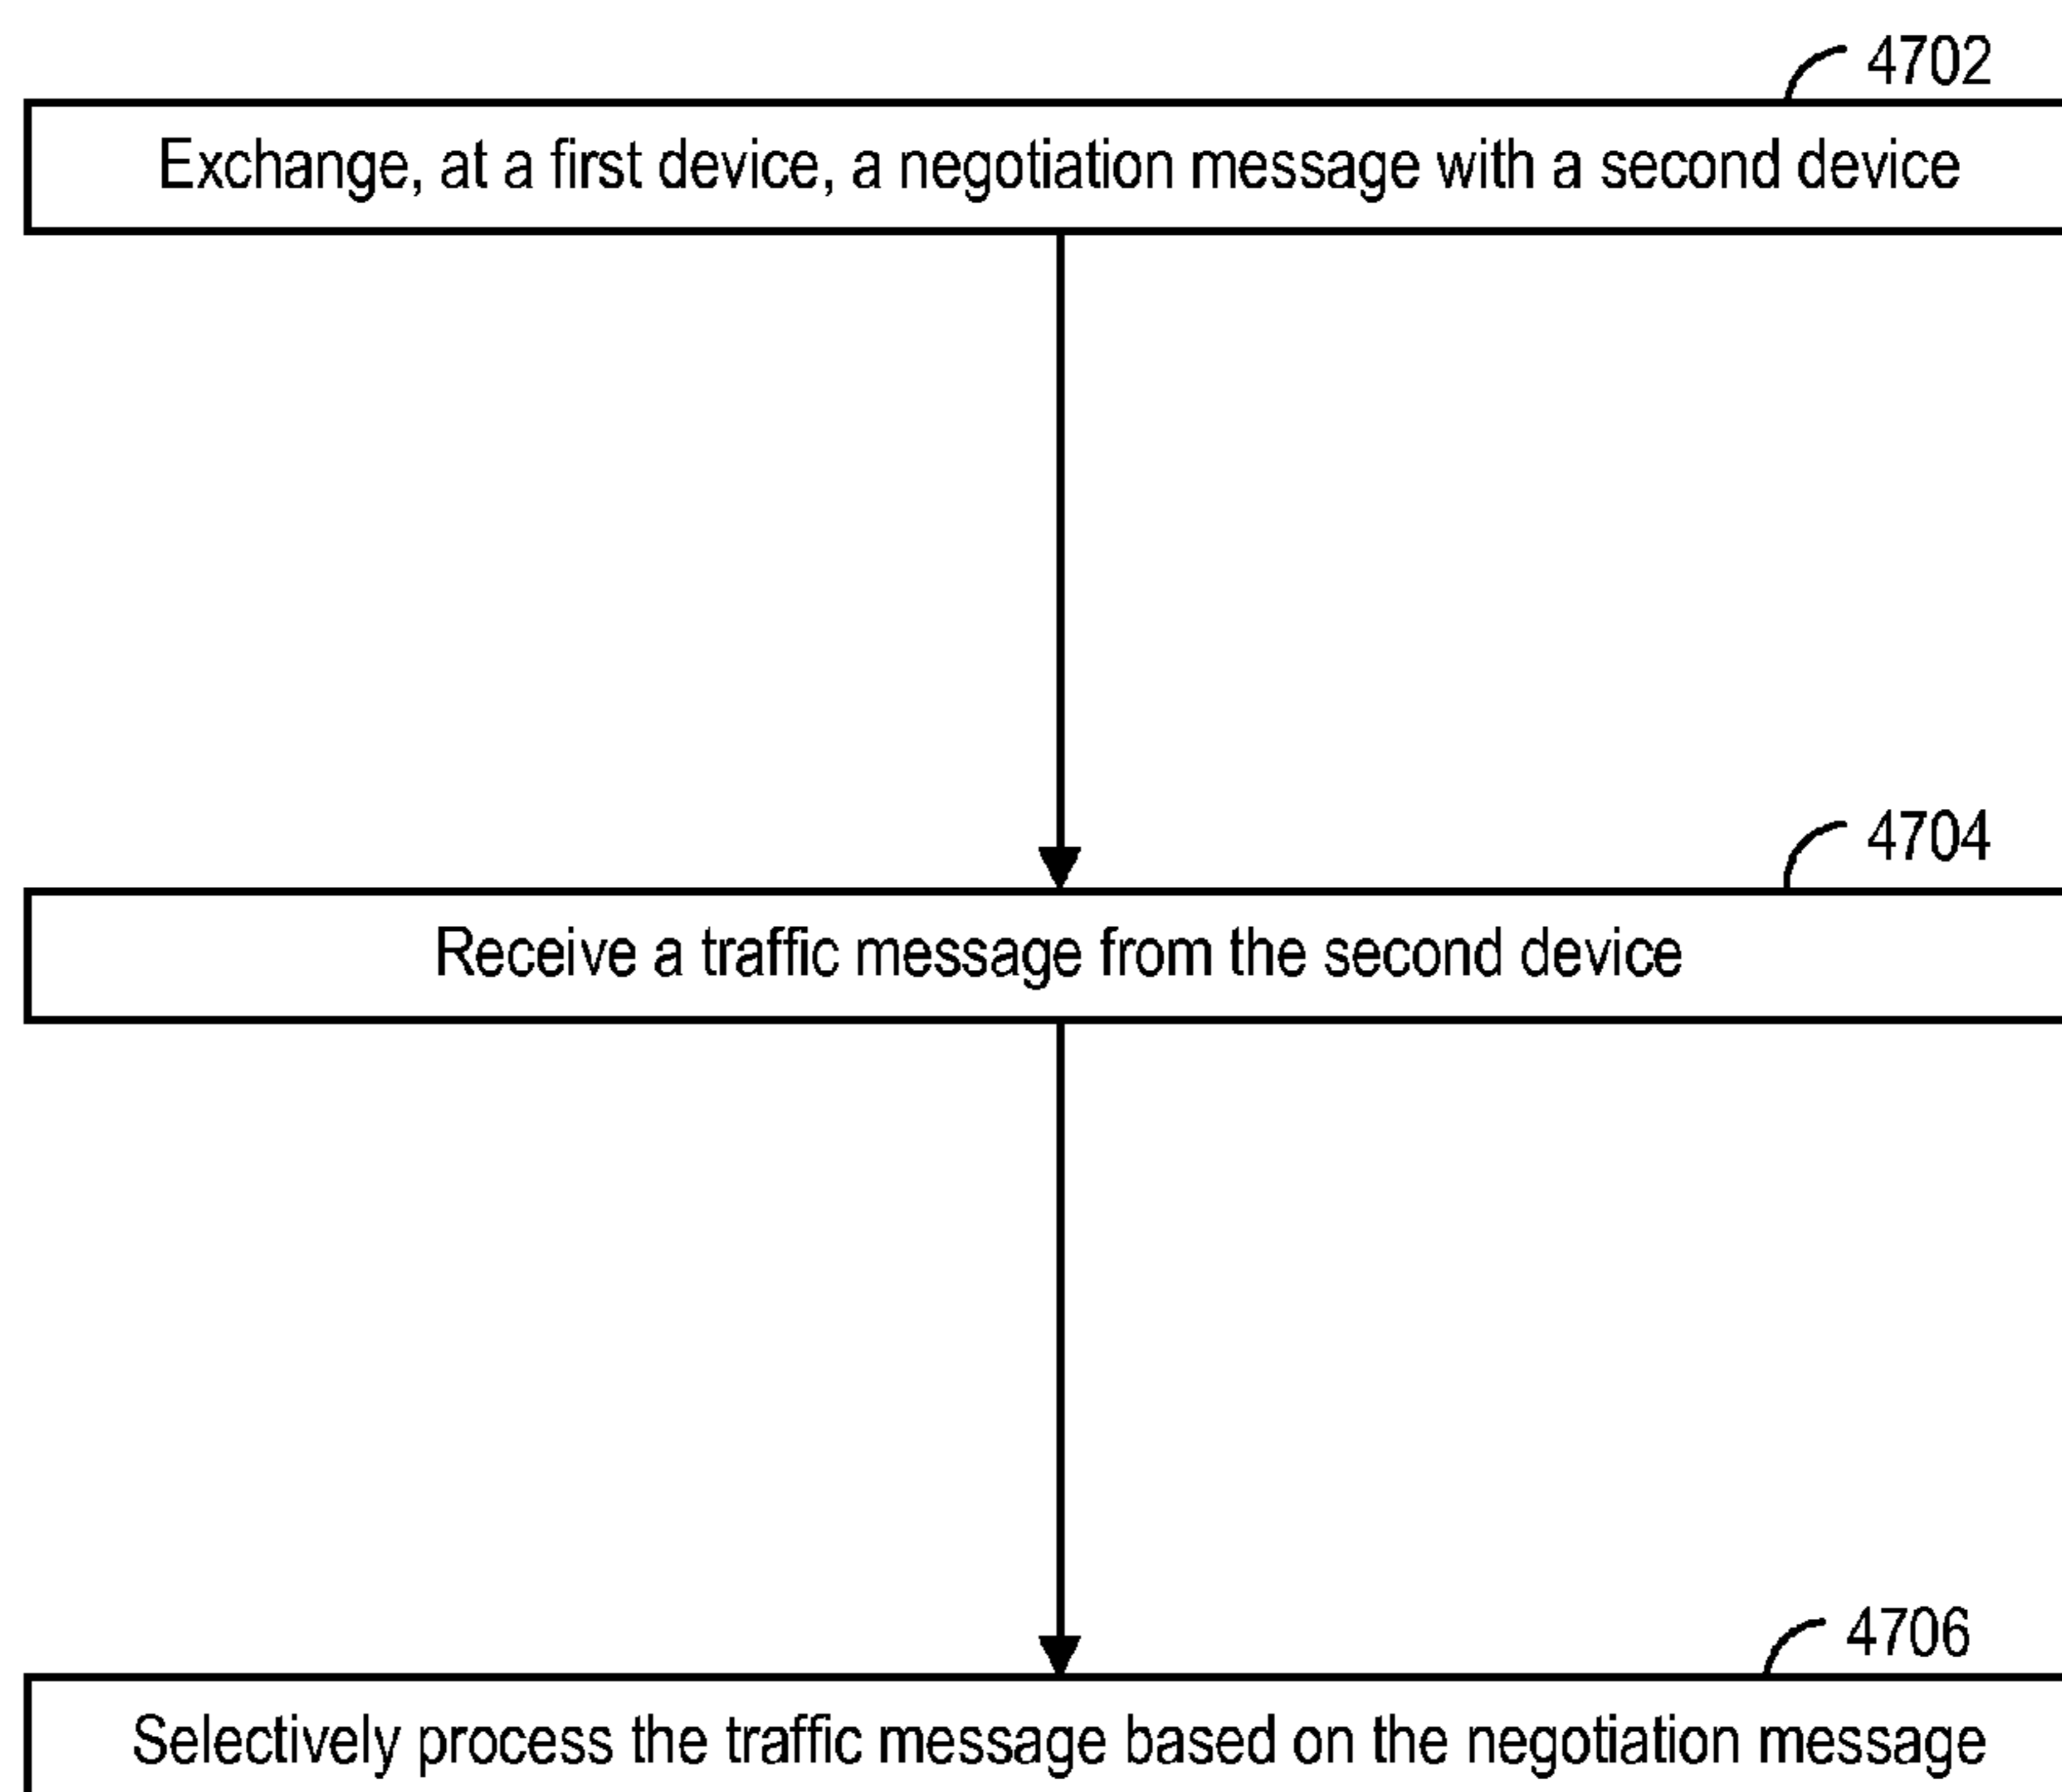 4702
Exchange, at a first device, a negotiation message with a second device
4704
Receive a traffic message from the second device
4706
Selectively process the traffic message based on the negotiation message